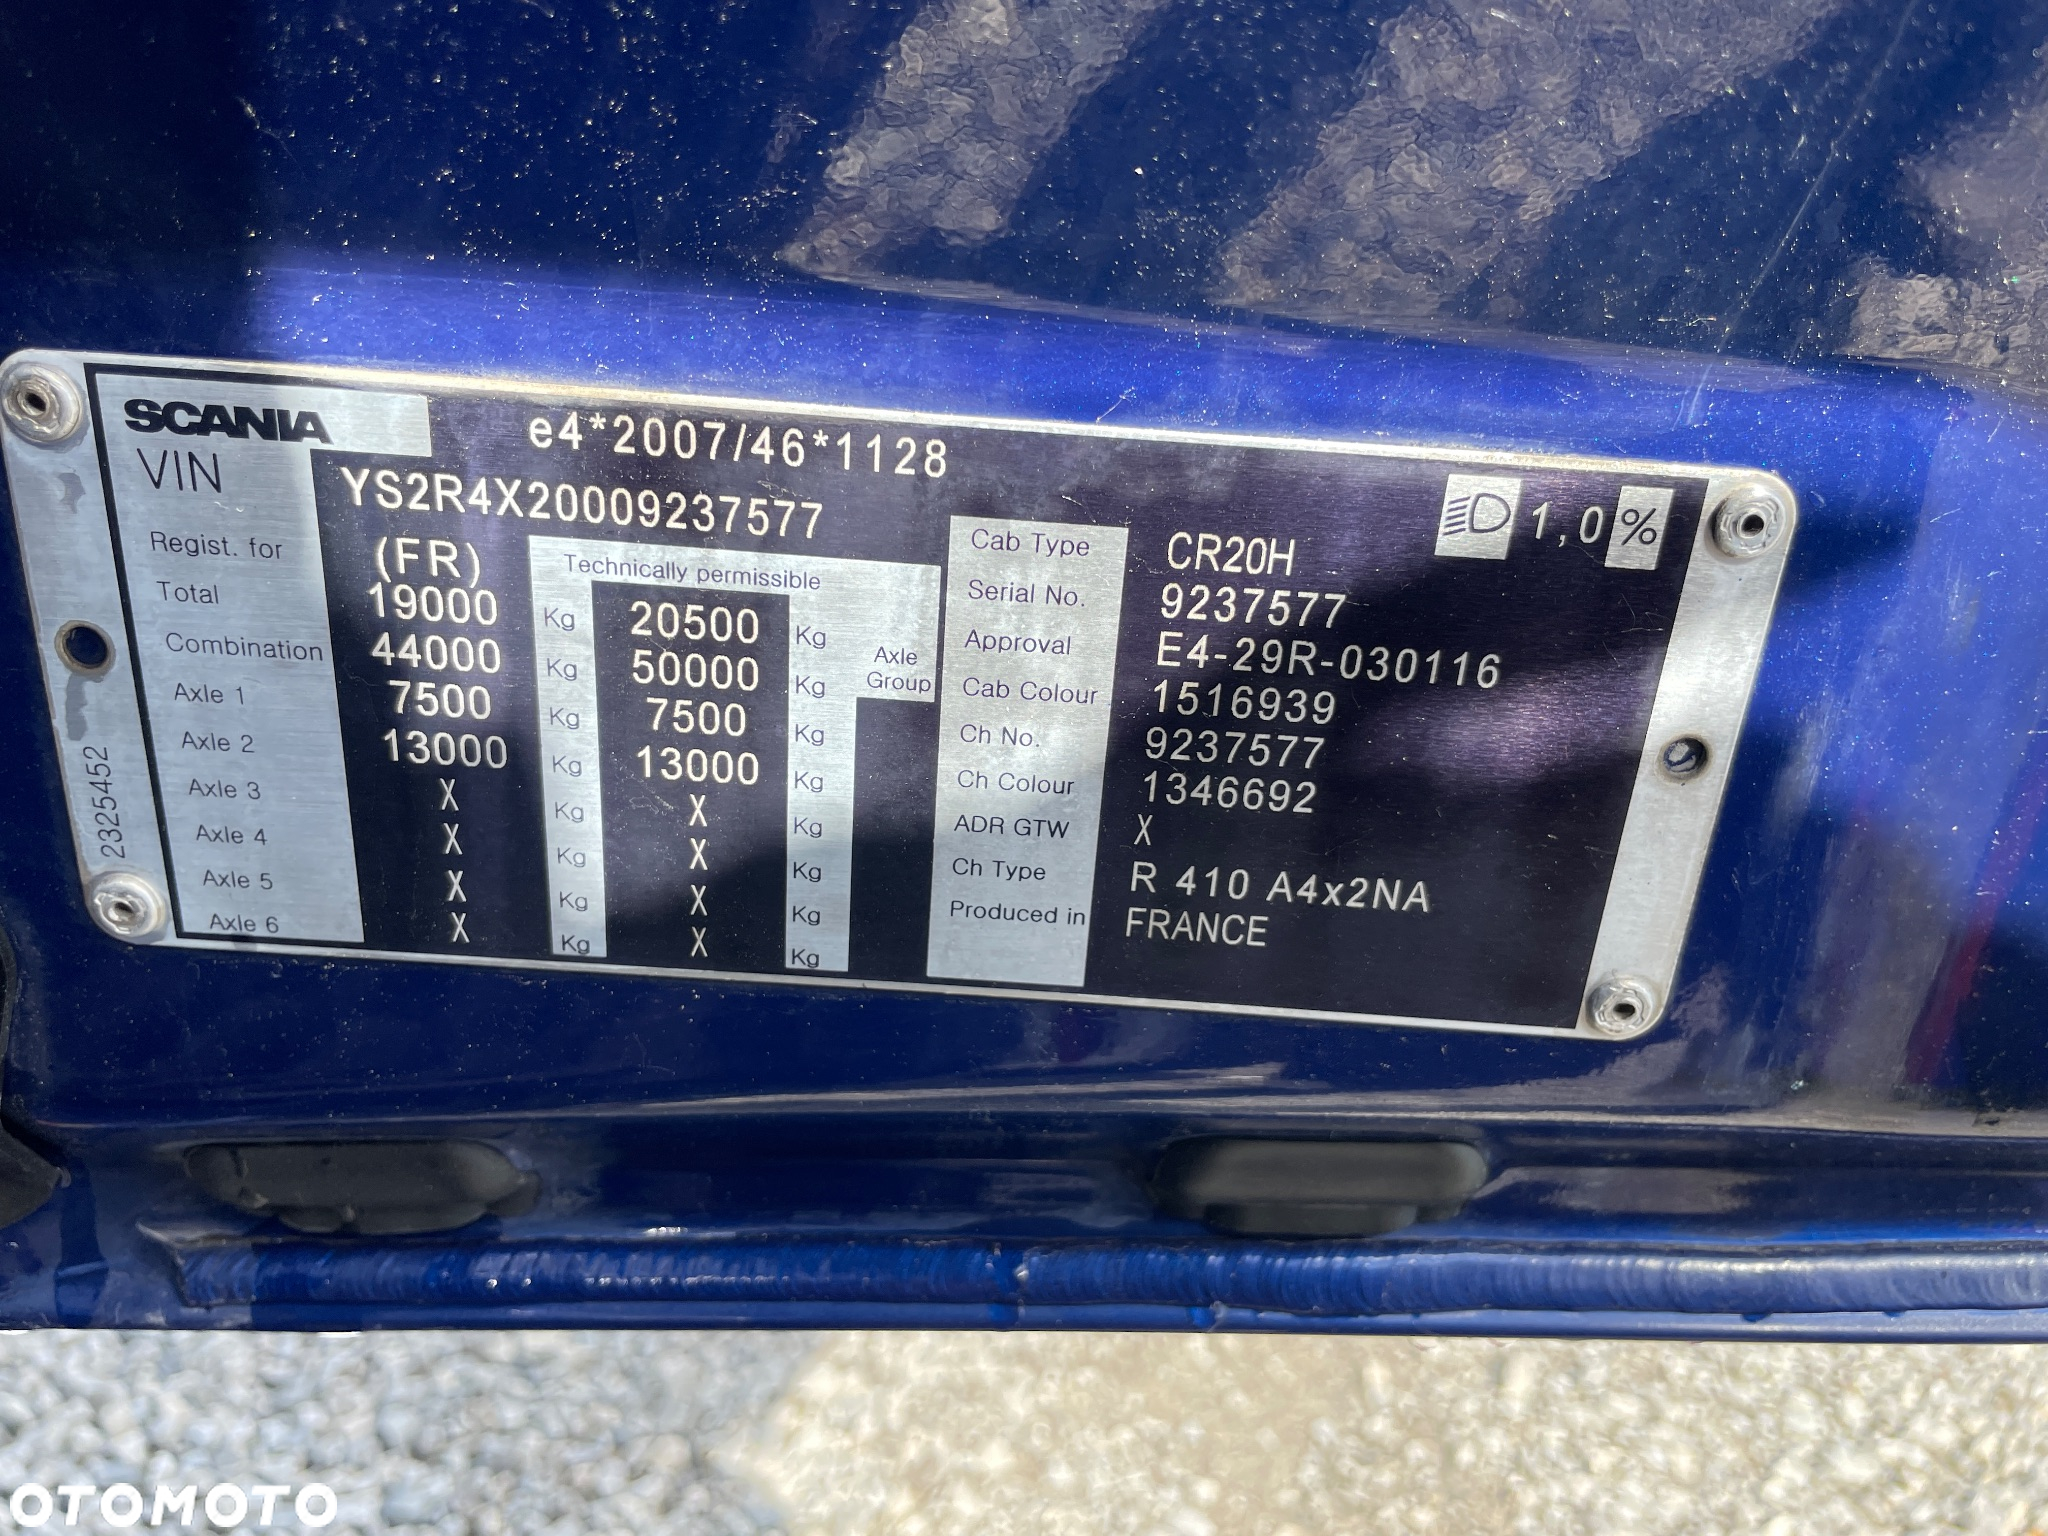 SCANIA e4*2007/46*1128
VIN YS2R4X20009237577
1,0 %
Regist. for (FR) Technically permissible
Total 19000 Kg 20500 Kg
Combination 44000 Kg 50000 Kg Axle Group
Axle 1 7500 Kg 7500 Kg
Axle 2 13000 Kg 13000 Kg
Axle 3 X Kg X Kg
Axle 4 X Kg X Kg
Axle 5 X Kg X Kg
Axle 6 X Kg X Kg
Cab Type CR20H
Serial No. 9237577
Approval E4-29R-030116
Cab Colour 1516939
Ch No. 9237577
Ch Colour 1346692
ADR GTW X
Ch Type R 410 A4x2NA
Produced in FRANCE
2325452
OTOMOTO